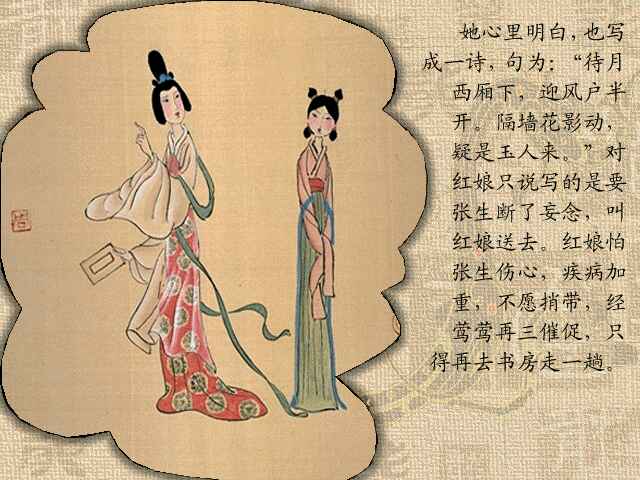 她心里明白，也写
成一诗，句为：“待月
西厢下，迎风户半
开。隔墙花影动，
疑是玉人来。”对
红娘只说写的是要
张生断了妄念，叫
红娘送去。红娘怕
张生伤心，疾病加
重，不愿捎带，经
莺莺再三催促，只
得再去书房走一趟。